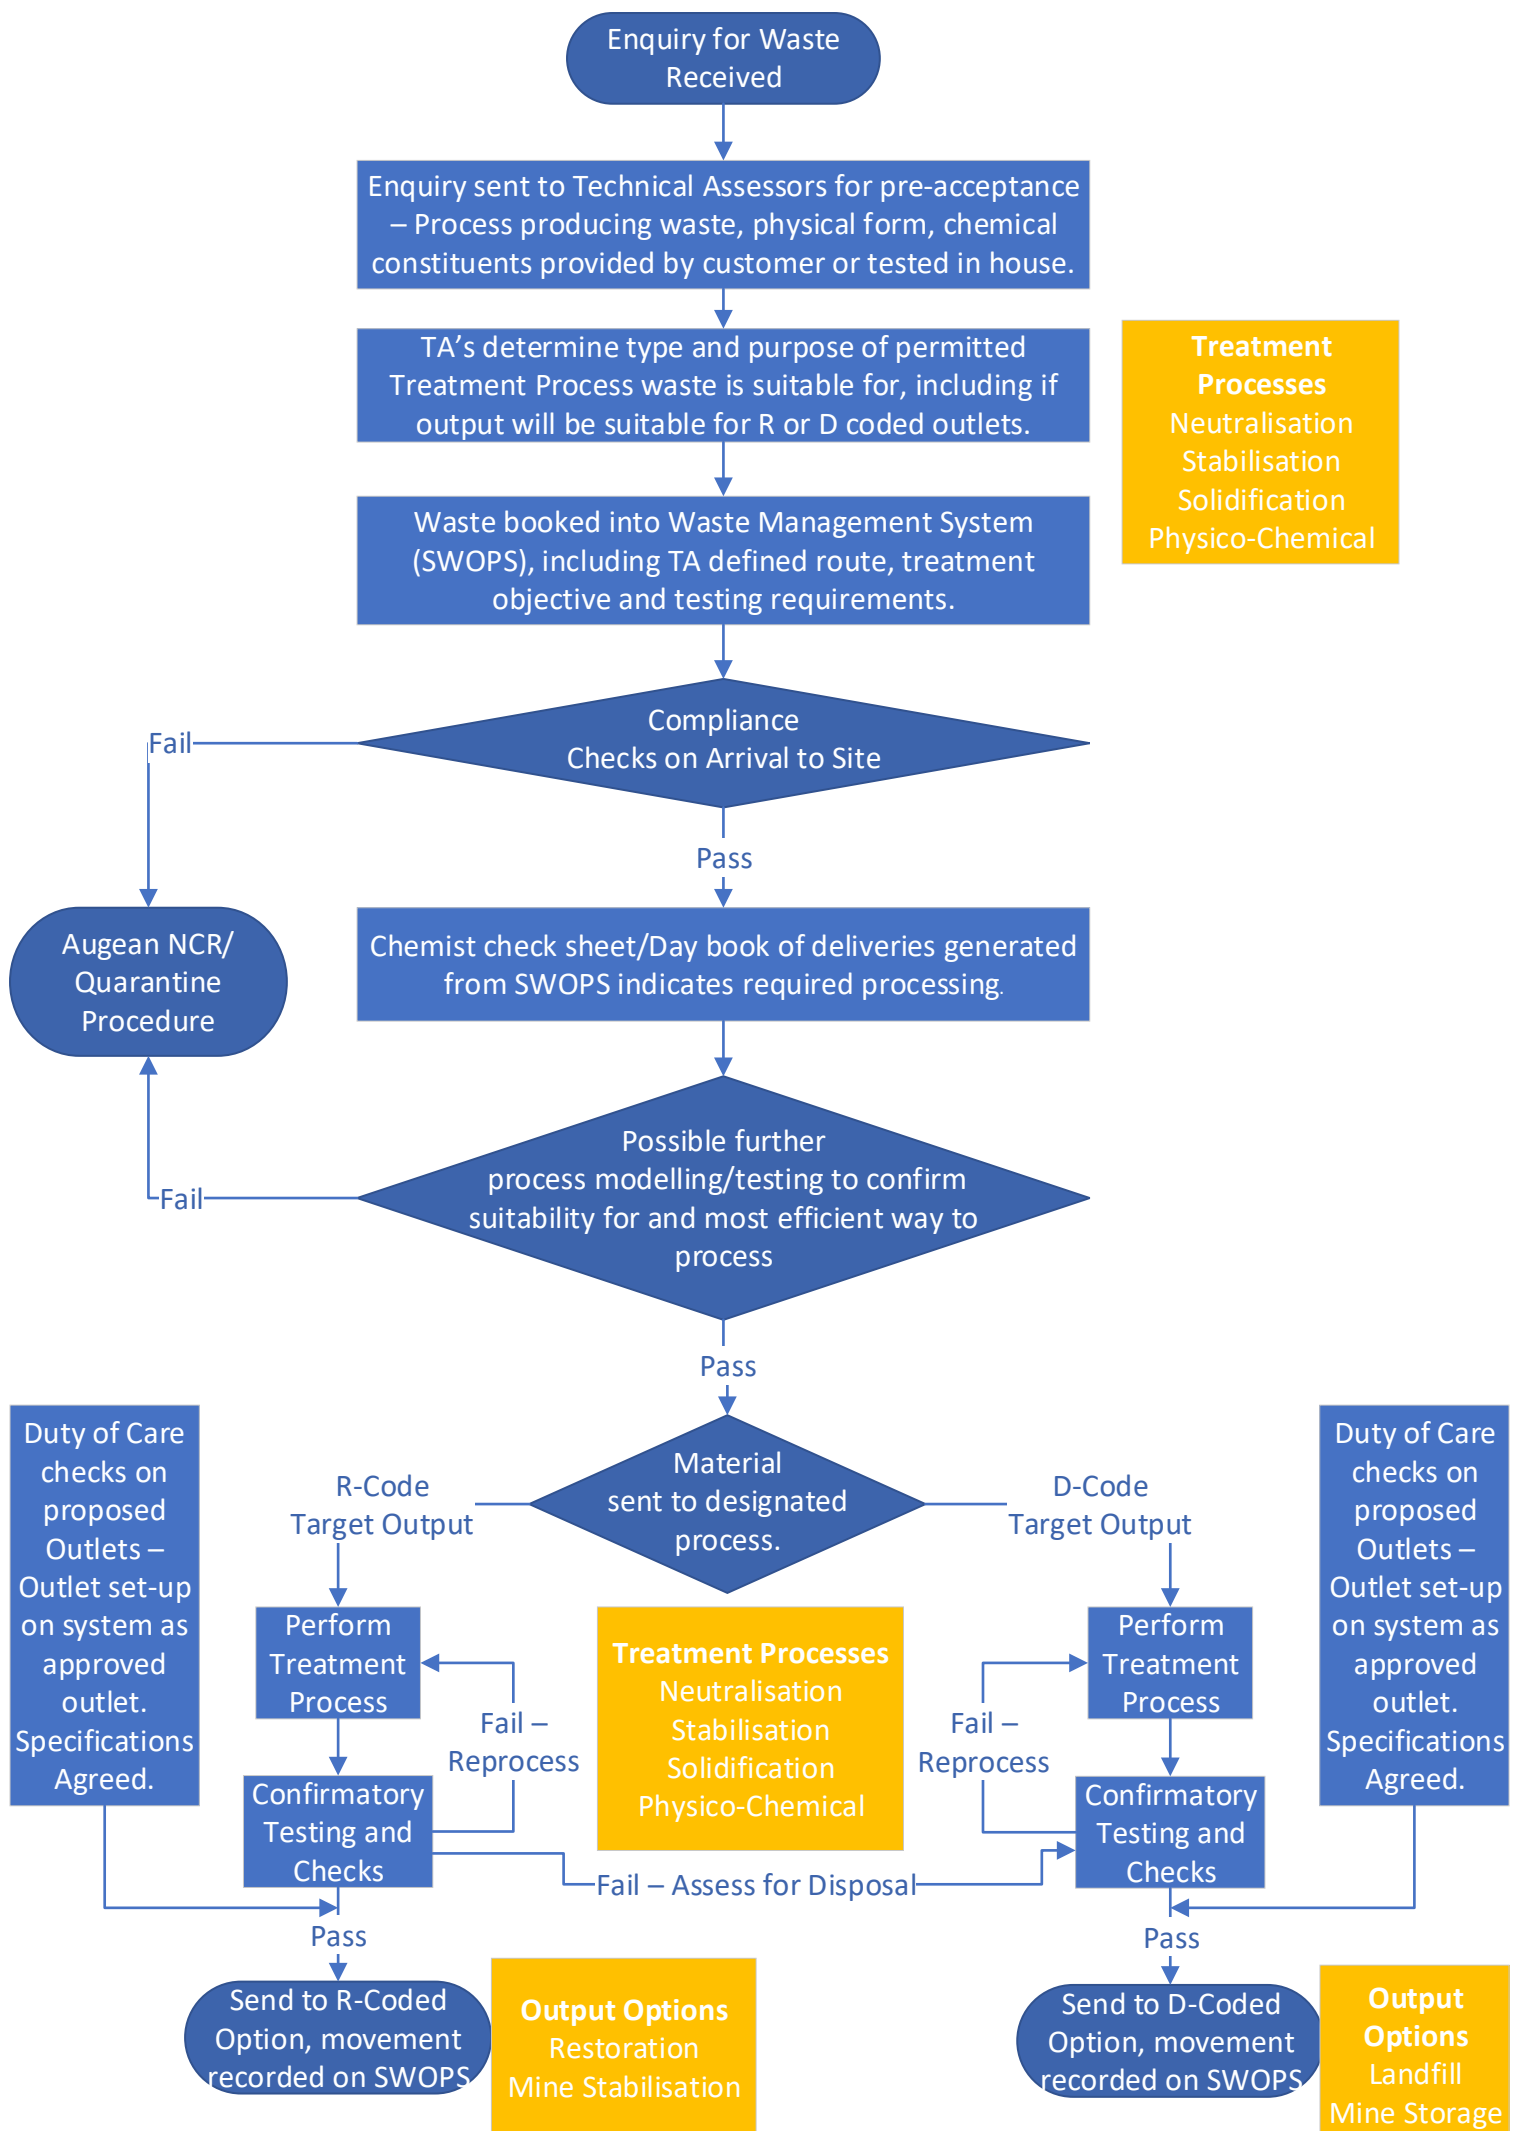 Enquiry for Waste
Received
Enquiry sent to Technical Assessors for pre-acceptance
– Process producing waste, physical form, chemical
constituents provided by customer or tested in house.
TA's determine type and purpose of permitted
Treatment Process waste is suitable for, including if
output will be suitable for R or D coded outlets.
Treatment
Processes
Neutralisation
Stabilisation
Solidification
Physico-Chemical
Waste booked into Waste Management System
(SWOPS), including TA defined route, treatment
objective and testing requirements.
Compliance
Checks on Arrival to Site
Fail
Pass
Augean NCR/
Quarantine
Procedure
Chemist check sheet/Day book of deliveries generated
from SWOPS indicates required processing.
Possible further
process modelling/testing to confirm
suitability for and most efficient way to
process
Fail
Pass
Duty of Care
checks on
proposed
Outlets –
Outlet set-up
on system as
approved
outlet.
Specifications
Agreed.
R-Code
Target Output
Material
sent to designated
process.
D-Code
Target Output
Duty of Care
checks on
proposed
Outlets –
Outlet set-up
on system as
approved
outlet.
Specifications
Agreed.
Perform
Treatment
Process
Fail –
Reprocess
Treatment Processes
Neutralisation
Stabilisation
Solidification
Physico-Chemical
Fail –
Reprocess
Perform
Treatment
Process
Confirmatory
Testing and
Checks
Fail – Assess for Disposal
Confirmatory
Testing and
Checks
Pass
Pass
Send to R-Coded
Option, movement
recorded on SWOPS
Output Options
Restoration
Mine Stabilisation
Send to D-Coded
Option, movement
recorded on SWOPS
Output
Options
Landfill
Mine Storage